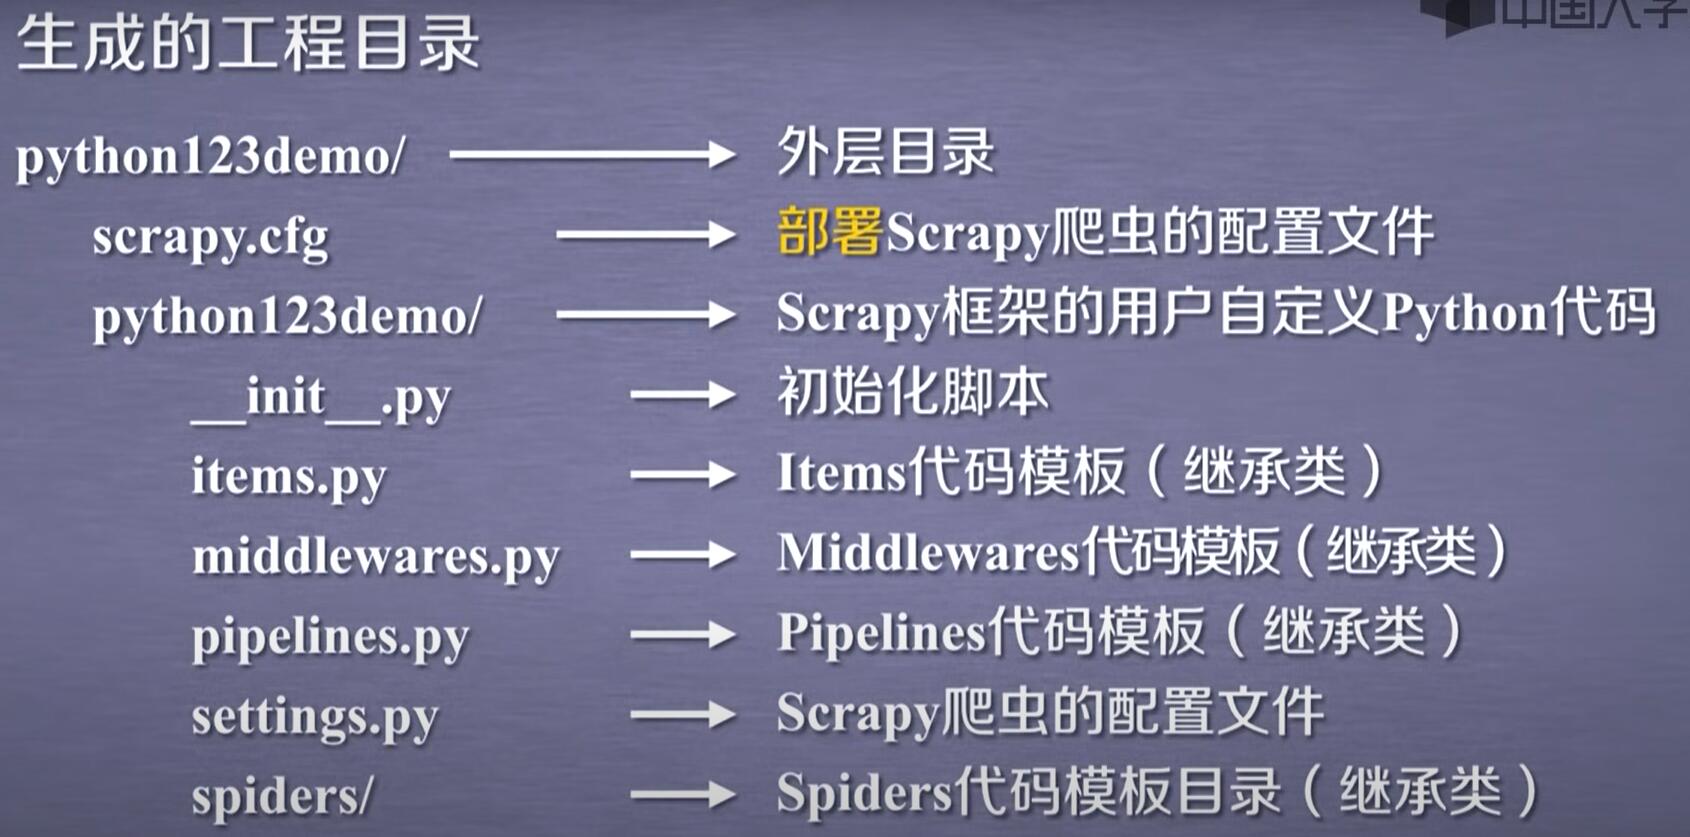 生成的工程目录
中国大学
python123demo/ 外层目录
scrapy.cfg 部署Scrapy爬虫的配置文件
python123demo/ Scrapy框架的用户自定义Python代码
__init__.py 初始化脚本
items.py Items代码模板（继承类）
middlewares.py Middlewares代码模板（继承类）
pipelines.py Pipelines代码模板（继承类）
settings.py Scrapy爬虫的配置文件
spiders/ Spiders代码模板目录（继承类）